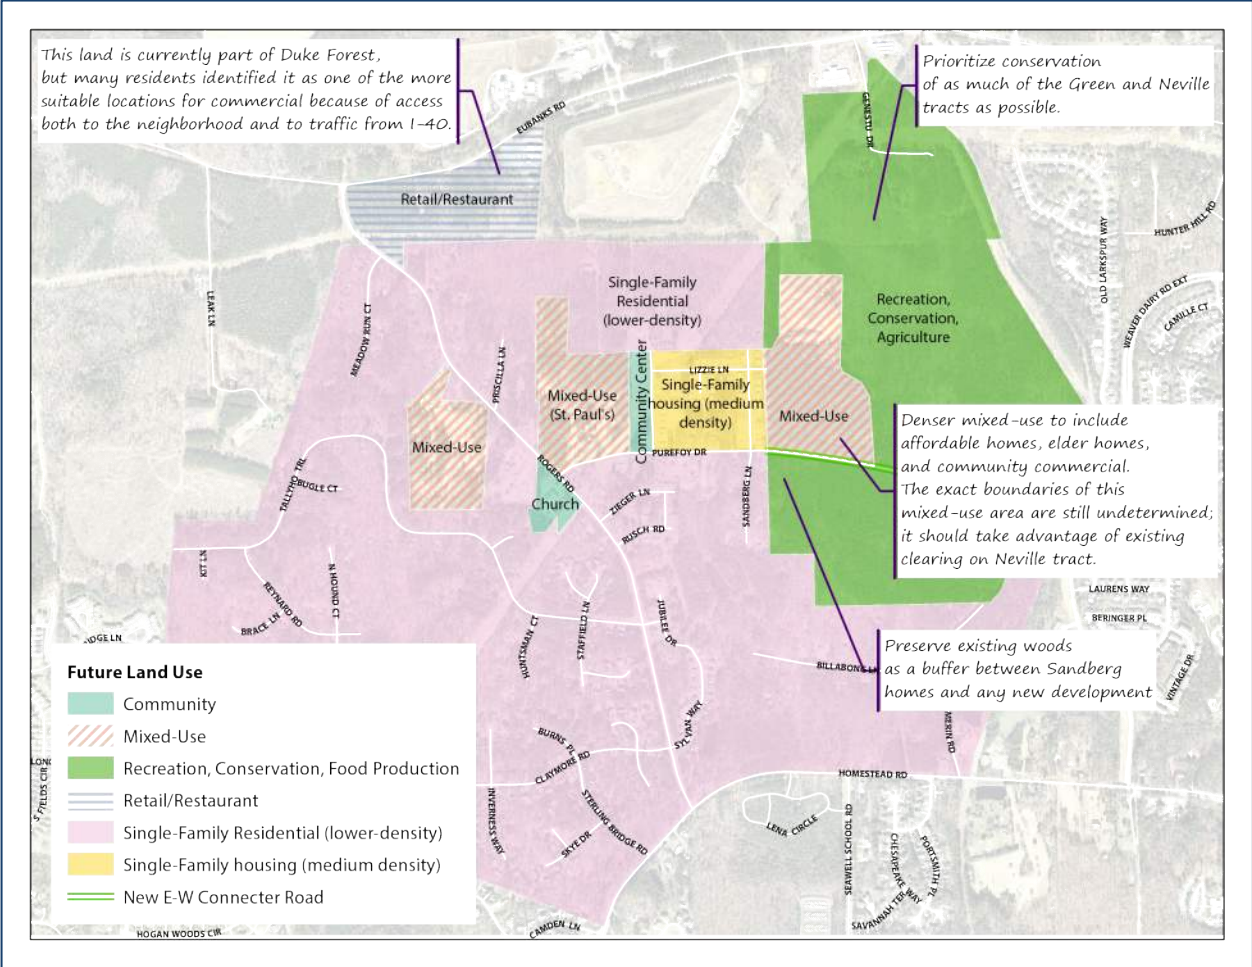 This land is currently part of Duke Forest,
but many residents identified it as one of the more
suitable locations for commercial because of access
both to the neighborhood and to traffic from I-40.
Prioritize conservation
of as much of the Green and Neville
tracts as possible.
EUBANKS RD
GENESTU DR
Retail/Restaurant
HUNTER HILL RD
OLD LARKSPUR WAY
WEAVER DAIRY RD EXT
CAMILLE CT
LEAK LN
MEADOW RUN CT
PRISCILLA LN
Single-Family
Residential
(lower-density)
Recreation,
Conservation,
Agriculture
Community Center
LIZZIE LN
Single-Family
housing (medium
density)
Mixed-Use
(St. Paul's)
Mixed-Use
Mixed-Use
PUREFOY DR
ROGERS RD
Church
ZIEGER LN
RUSCH RD
SANDBERG LN
Denser mixed-use to include
affordable homes, elder homes,
and community commercial.
The exact boundaries of this
mixed-use area are still undetermined;
it should take advantage of existing
clearing on Neville tract.
TALLYHO TRL
BUGLE CT
KIT LN
REYNARD RD
N HOUND CT
BRACE LN
HUNTSMAN CT
STAFFIELD LN
JUBILEE DR
LAURENS WAY
BERINGER PL
VINTAGE DR
BILLABONG L
Preserve existing woods
as a buffer between Sandberg
homes and any new development
IDGE LN
MERIN RD
SYLVAN WAY
BURNS PL
CLAYMORE RD
HOMESTEAD RD
INVERNESS WAY
STERLING BRIDGE RD
SKYE DR
LENA CIRCLE
SEAWELL SCHOOL RD
CHESAPEAKE WAY
PORTSMITH PL
SAVANNAH TER
CAMDEN LN
HOGAN WOODS CIR
LONG
S FIELDS CIR
Future Land Use
Community
Mixed-Use
Recreation, Conservation, Food Production
Retail/Restaurant
Single-Family Residential (lower-density)
Single-Family housing (medium density)
New E-W Connecter Road